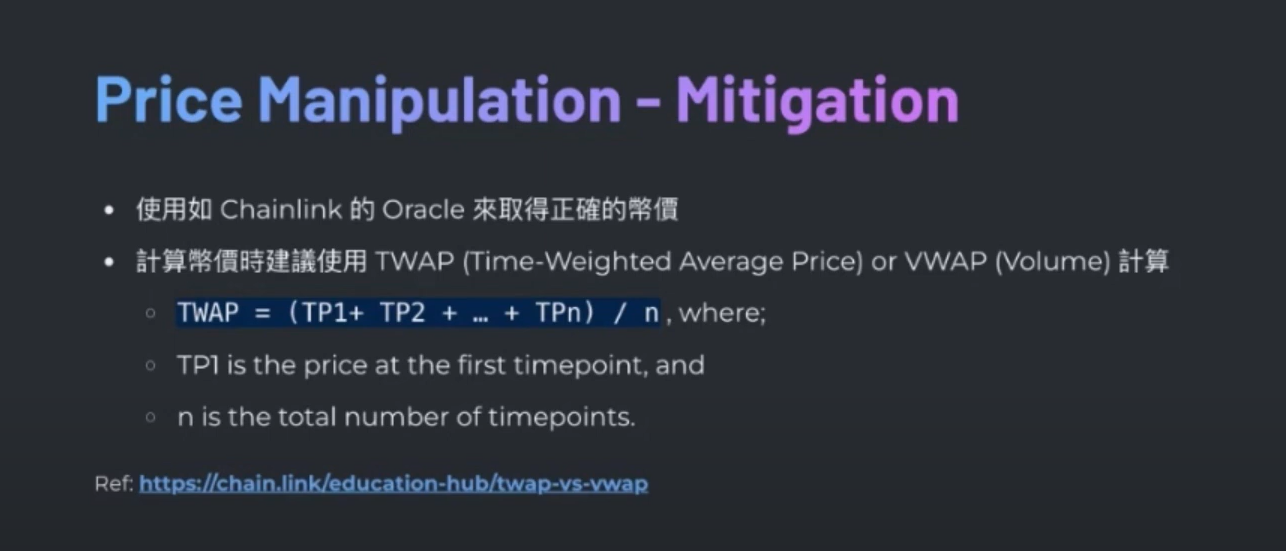 Price Manipulation - Mitigation
使用如 Chainlink 的 Oracle 來取得正確的幣價
計算幣價時建議使用 TWAP (Time-Weighted Average Price) or VWAP (Volume) 計算
TWAP = (TP1+ TP2 + … + TPn) / n , where;
TP1 is the price at the first timepoint, and
n is the total number of timepoints.
Ref: https://chain.link/education-hub/twap-vs-vwap